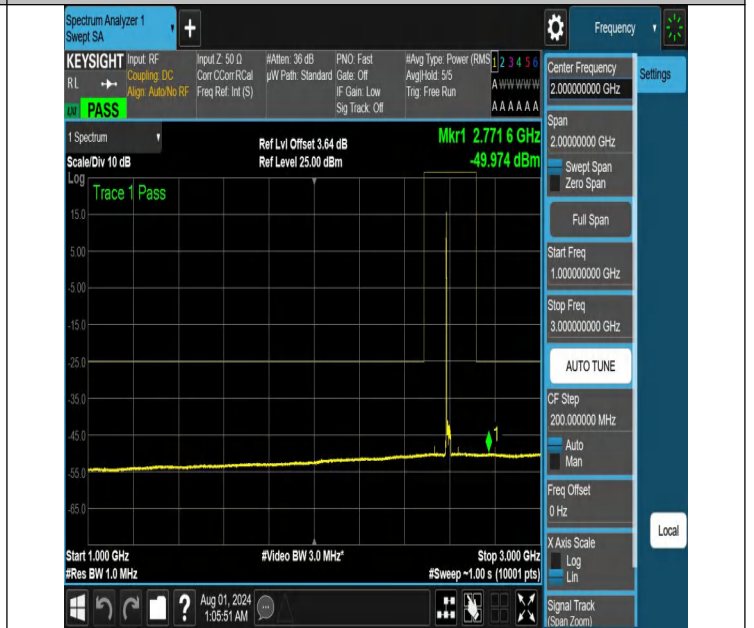 Spectrum Analyzer 1
Swept SA
+
Frequency
KEYSIGHT
RL
PASS
Input: RF
Coupling: DC
Align: Auto/No RF
Input Z: 50 Ω
Corr CCorr RCal
Freq Ref: Int (S)
#Atten: 36 dB
µW Path: Standard
PNO: Fast
Gate: Off
IF Gain: Low
Sig Track: Off
#Avg Type: Power (RMS
Avg|Hold: 5/5
Trig: Free Run
1 2 3 4 5 6
A W W W W W
A A A A A A
1 Spectrum
Scale/Div 10 dB
Ref Lvl Offset 3.64 dB
Ref Level 25.00 dBm
Mkr1 2.771 6 GHz
-49.974 dBm
Log
Trace 1 Pass
15.0
5.00
-5.00
-15.0
-25.0
-35.0
-45.0
-55.0
-65.0
1
Start 1.000 GHz
#Res BW 1.0 MHz
#Video BW 3.0 MHz*
Stop 3.000 GHz
#Sweep ~1.00 s (10001 pts)
Center Frequency
2.000000000 GHz
Settings
Span
2.00000000 GHz
Swept Span
Zero Span
Full Span
Start Freq
1.000000000 GHz
Stop Freq
3.000000000 GHz
AUTO TUNE
CF Step
200.000000 MHz
Auto
Man
Freq Offset
0 Hz
X Axis Scale
Log
Lin
Local
Signal Track
(Span Zoom)
?
Aug 01, 2024
1:05:51 AM